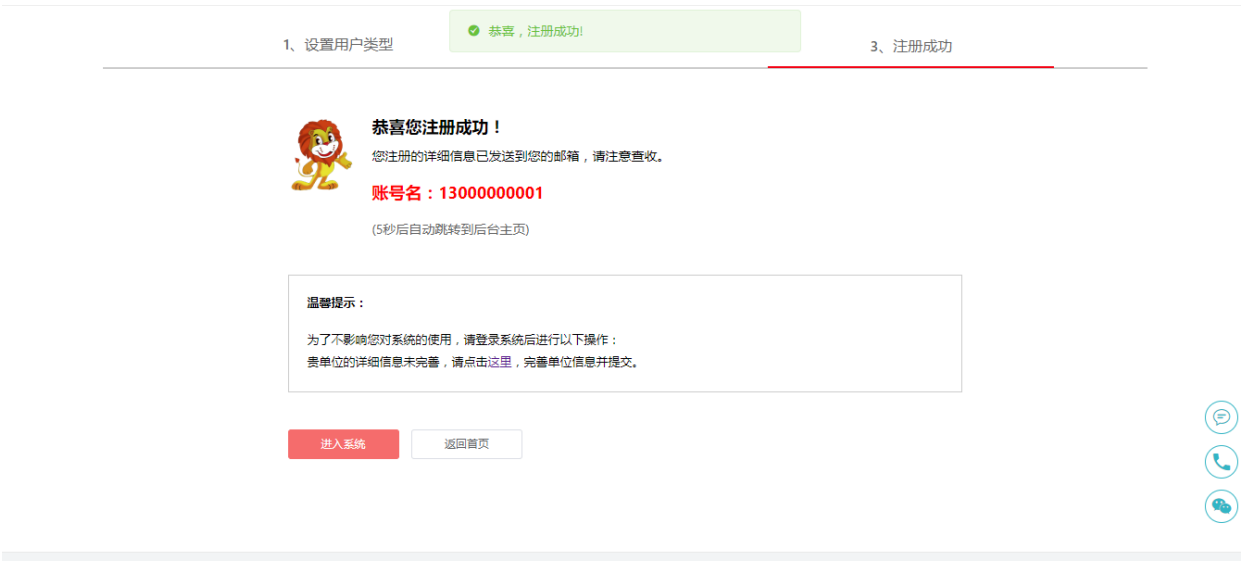 恭喜，注册成功!
1、设置用户类型
3、注册成功
恭喜您注册成功！
您注册的详细信息已发送到您的邮箱，请注意查收。
账号名：13000000001
(5秒后自动跳转到后台主页)
温馨提示：
为了不影响您对系统的使用，请登录系统后进行以下操作：
贵单位的详细信息未完善，请点击这里，完善单位信息并提交。
进入系统
返回首页